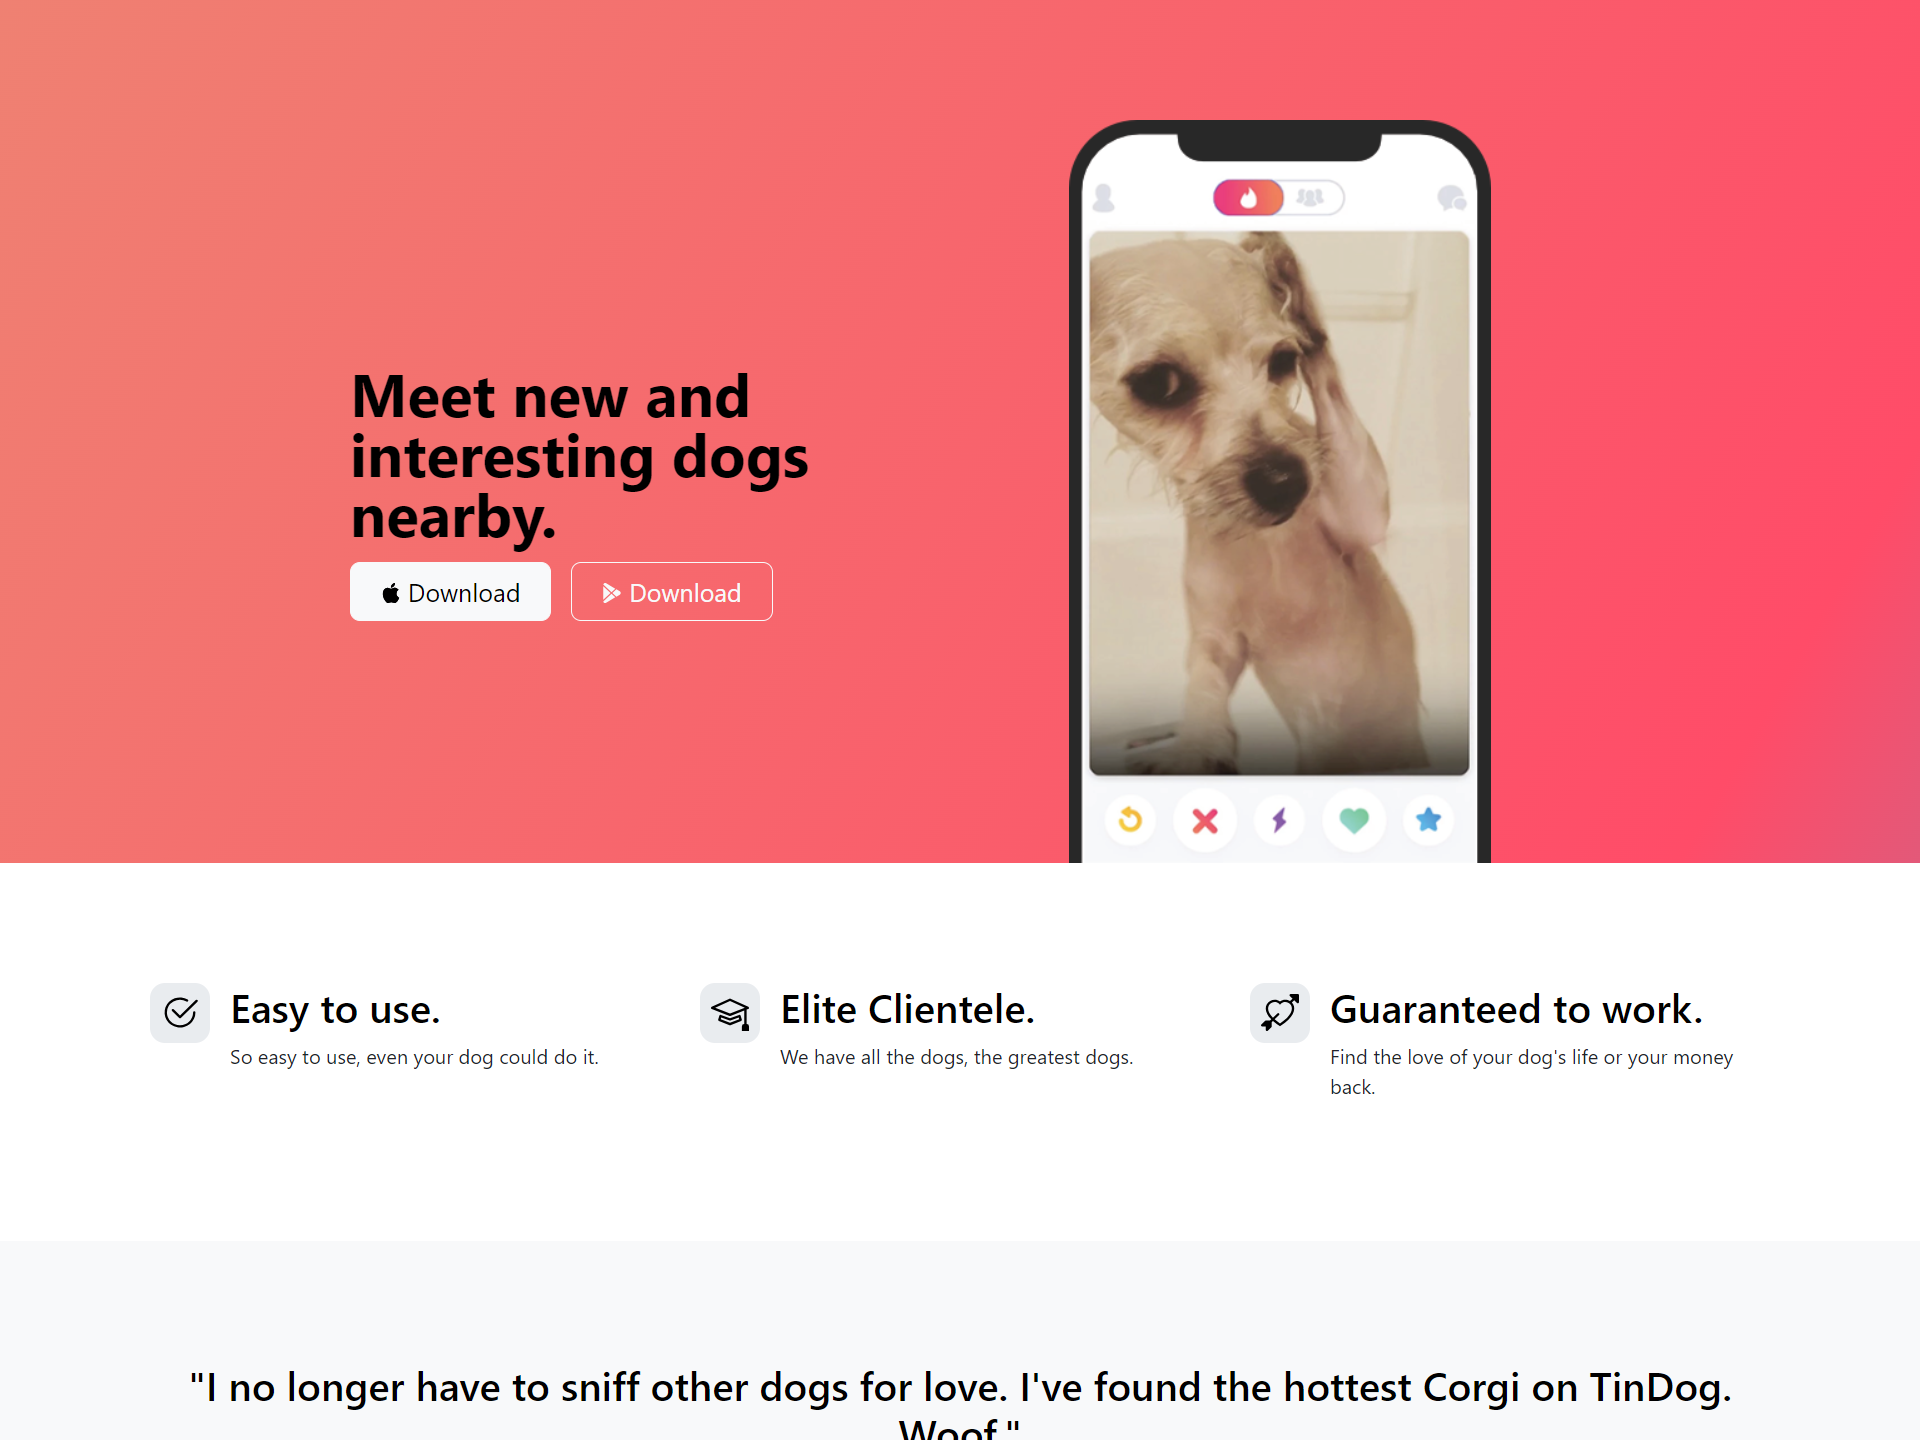 Meet new and
interesting dogs
nearby.
Download
Download
Easy to use.
So easy to use, even your dog could do it.
Elite Clientele.
We have all the dogs, the greatest dogs.
Guaranteed to work.
Find the love of your dog's life or your money
back.
"I no longer have to sniff other dogs for love. I've found the hottest Corgi on TinDog.
Woof."